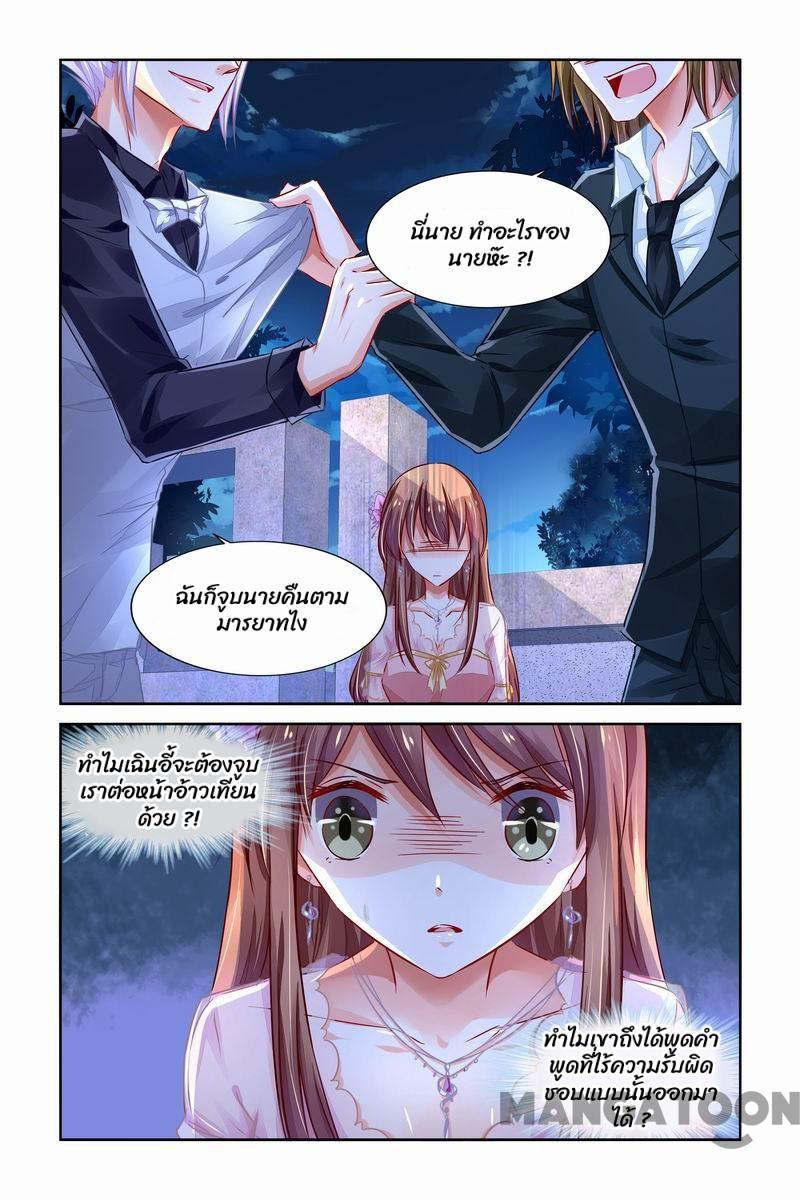 นี่นาย ทำอะไรของ
นายห๊ะ ?!
ฉันก็จูบนายคืนตาม
มารยาทไง
ทำไมเฉินอี้จะต้องจูบ
เราต่อหน้าอ้าวเทียน
ด้วย ?!
ทำไมเขาถึงได้พูดคำ
พูดที่ไร้ความรับผิด
ชอบแบบนั้นออกมา
ได้ ?
MANGATOON